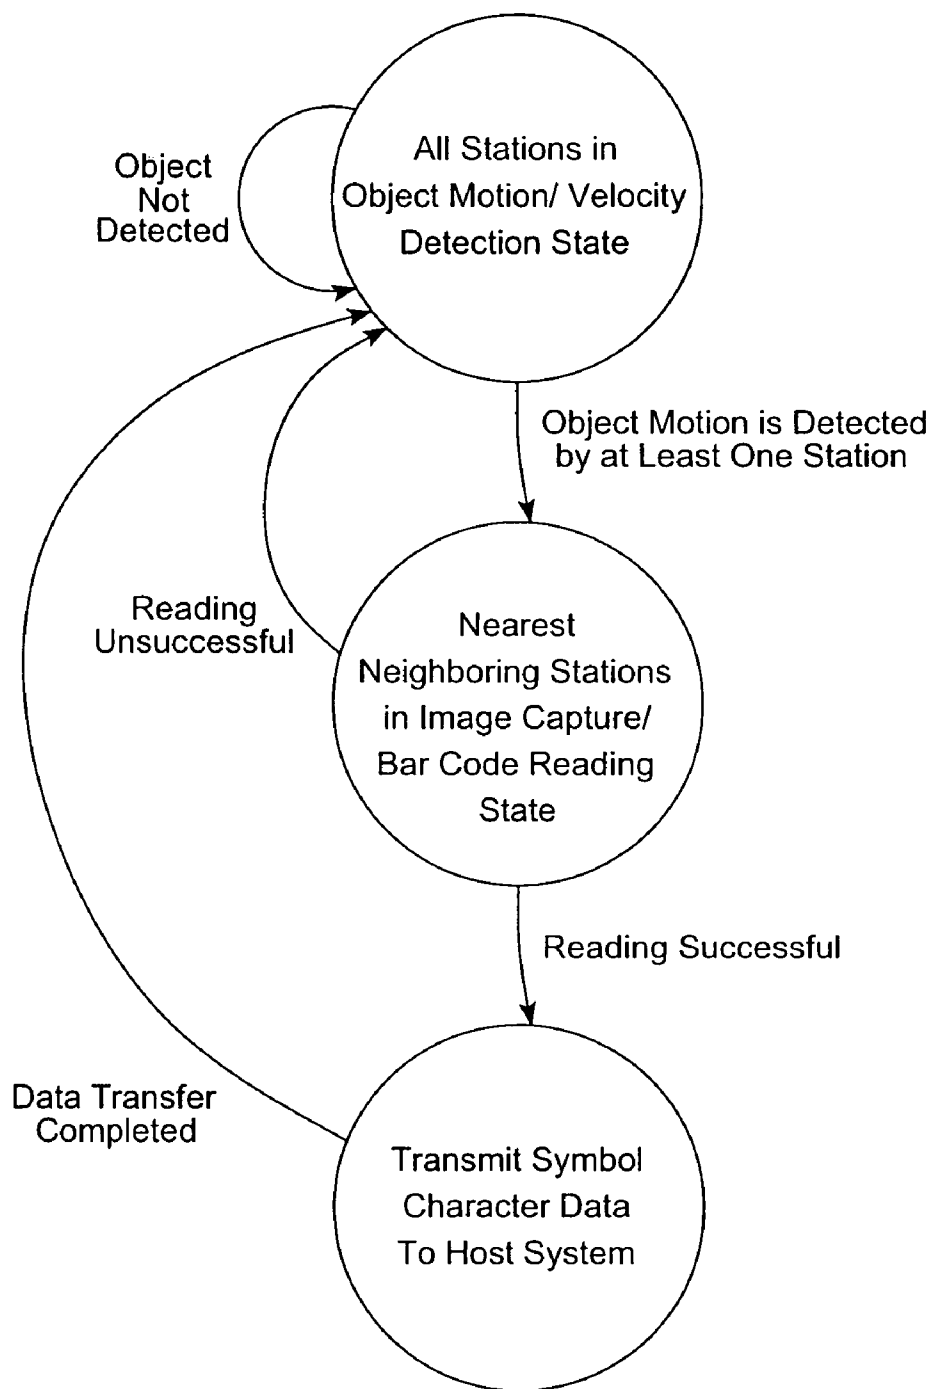 All Stations in
Object Motion/ Velocity
Detection State
Object
Not
Detected
Object Motion is Detected
by at Least One Station
Nearest
Neighboring Stations
in Image Capture/
Bar Code Reading
State
Reading
Unsuccessful
Reading Successful
Transmit Symbol
Character Data
To Host System
Data Transfer
Completed